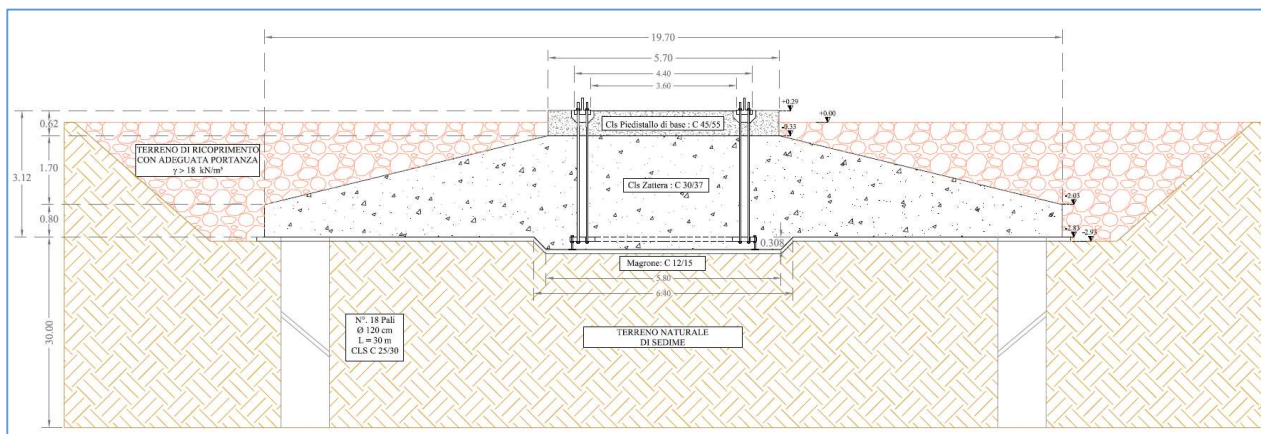 19.70
5.70
4.40
3.60
+0.29
+0.00
-0.33
0.62
Cls Piedistallo di base : C 45/55
TERRENO DI RICOPRIMENTO
CON ADEGUATA PORTANZA
γ > 18 kN/m³
1.70
3.12
Cls Zattera : C 30/37
-2.03
0.80
-2.83
-2.93
0.308
Magrone: C 12/15
5.80
6.40
30.00
N°. 18 Pali
Ø 120 cm
L = 30 m
CLS C 25/30
TERRENO NATURALE
DI SEDIME